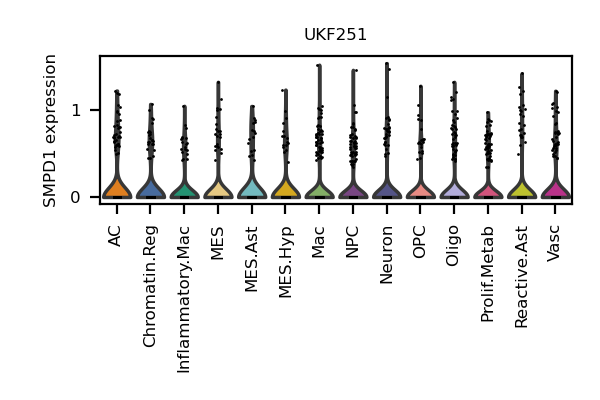 UKF251
SMPD1 expression
1
0
AC
Chromatin.Reg
Inflammatory.Mac
MES
MES.Ast
MES.Hyp
Mac
NPC
Neuron
OPC
Oligo
Prolif.Metab
Reactive.Ast
Vasc